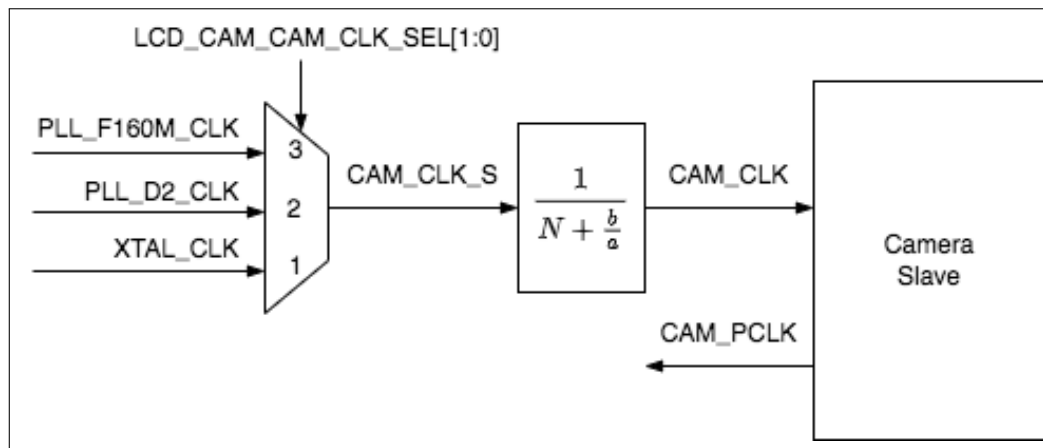 LCD_CAM_CAM_CLK_SEL[1:0]
PLL_F160M_CLK
3
PLL_D2_CLK
2
XTAL_CLK
1
CAM_CLK_S
1
N + b/a
CAM_CLK
Camera
Slave
CAM_PCLK